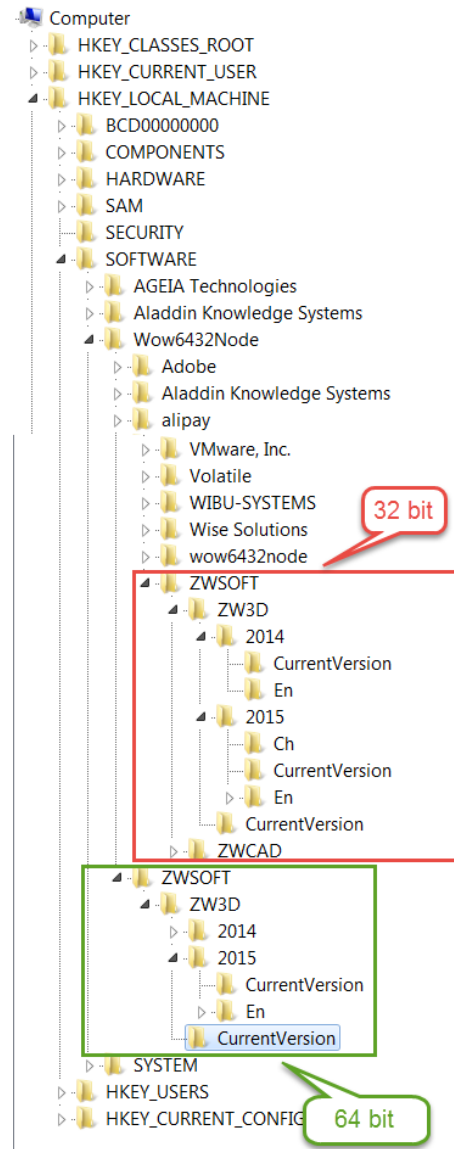 Computer
HKEY_CLASSES_ROOT
HKEY_CURRENT_USER
HKEY_LOCAL_MACHINE
BCD00000000
COMPONENTS
HARDWARE
SAM
SECURITY
SOFTWARE
AGEIA Technologies
Aladdin Knowledge Systems
Wow6432Node
Adobe
Aladdin Knowledge Systems
alipay
VMware, Inc.
Volatile
WIBU-SYSTEMS
32 bit
Wise Solutions
wow6432node
ZWSOFT
ZW3D
2014
CurrentVersion
En
2015
Ch
CurrentVersion
En
CurrentVersion
ZWCAD
ZWSOFT
ZW3D
2014
2015
CurrentVersion
En
CurrentVersion
SYSTEM
HKEY_USERS
HKEY_CURRENT_CONFIG
64 bit